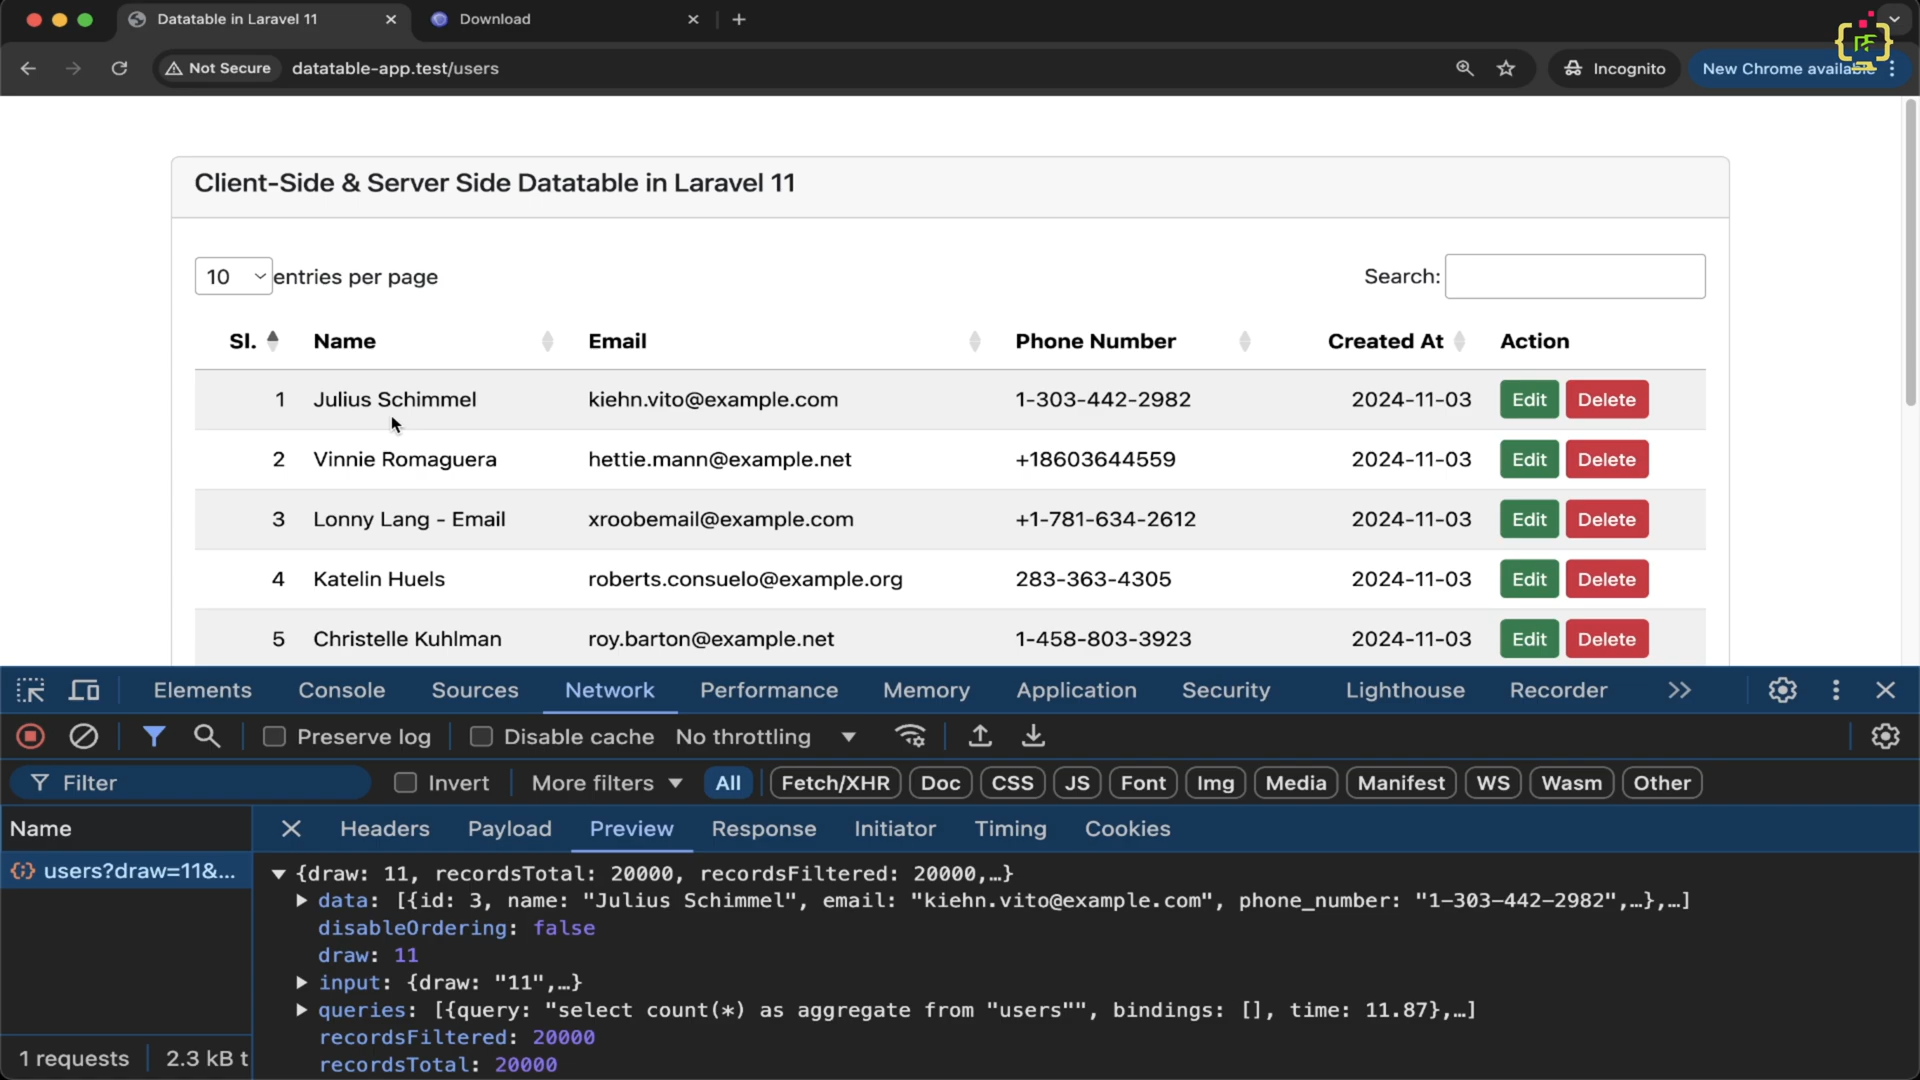 Datatable in Laravel 11
Download
Not Secure
datatable-app.test/users
Incognito
New Chrome available
Client-Side & Server Side Datatable in Laravel 11
10 entries per page
Search:
Sl. Name Email Phone Number Created At Action
1 Julius Schimmel kiehn.vito@example.com 1-303-442-2982 2024-11-03 Edit Delete
2 Vinnie Romaguera hettie.mann@example.net +18603644559 2024-11-03 Edit Delete
3 Lonny Lang - Email xroobemail@example.com +1-781-634-2612 2024-11-03 Edit Delete
4 Katelin Huels roberts.consuelo@example.org 283-363-4305 2024-11-03 Edit Delete
5 Christelle Kuhlman roy.barton@example.net 1-458-803-3923 2024-11-03 Edit Delete
Elements Console Sources Network Performance Memory Application Security Lighthouse Recorder
Preserve log Disable cache No throttling
Filter Invert More filters All Fetch/XHR Doc CSS JS Font Img Media Manifest WS Wasm Other
Name Headers Payload Preview Response Initiator Timing Cookies
users?draw=11&...
{draw: 11, recordsTotal: 20000, recordsFiltered: 20000,…}
data: [{id: 3, name: "Julius Schimmel", email: "kiehn.vito@example.com", phone_number: "1-303-442-2982",…},…]
disableOrdering: false
draw: 11
input: {draw: "11",…}
queries: [{query: "select count(*) as aggregate from "users"", bindings: [], time: 11.87},…]
recordsFiltered: 20000
recordsTotal: 20000
1 requests 2.3 kB t